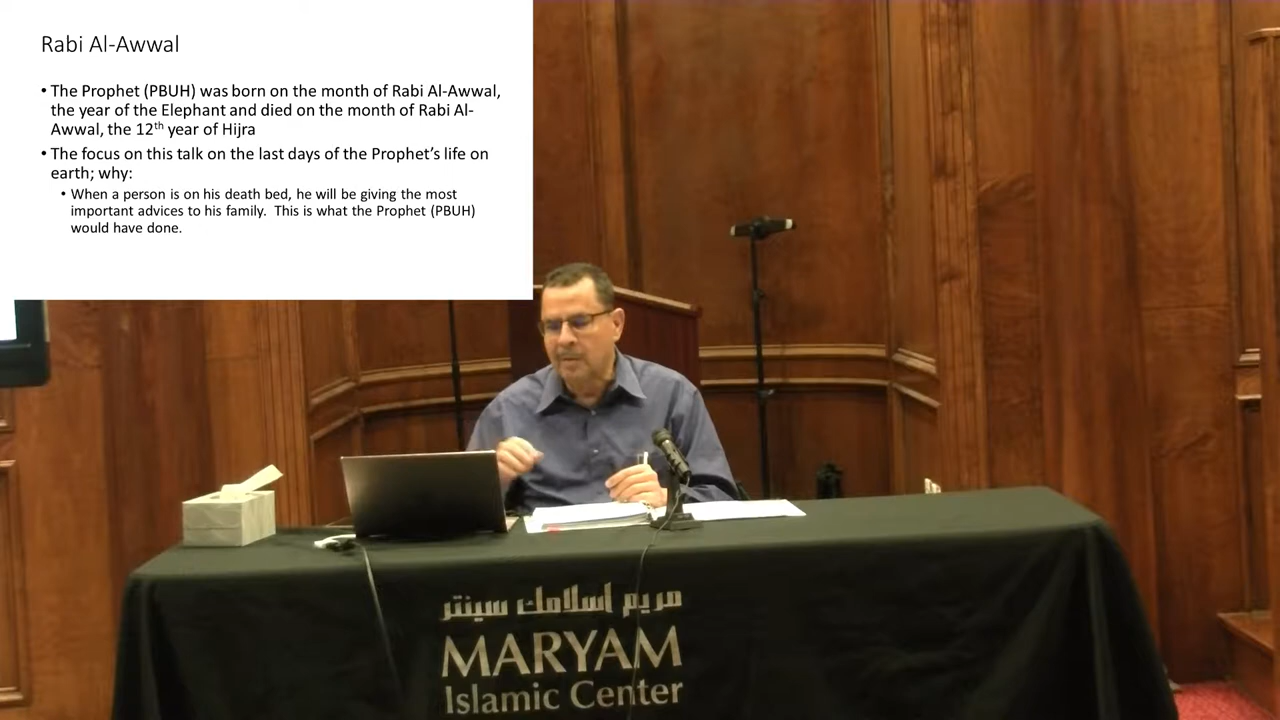 Rabi Al-Awwal
• The Prophet (PBUH) was born on the month of Rabi Al-Awwal,
the year of the Elephant and died on the month of Rabi Al-
Awwal, the 12th year of Hijra
• The focus on this talk on the last days of the Prophet's life on
earth; why:
• When a person is on his death bed, he will be giving the most
important advices to his family.  This is what the Prophet (PBUH)
would have done.
مريم اسلامك سينتر
MARYAM
Islamic Center